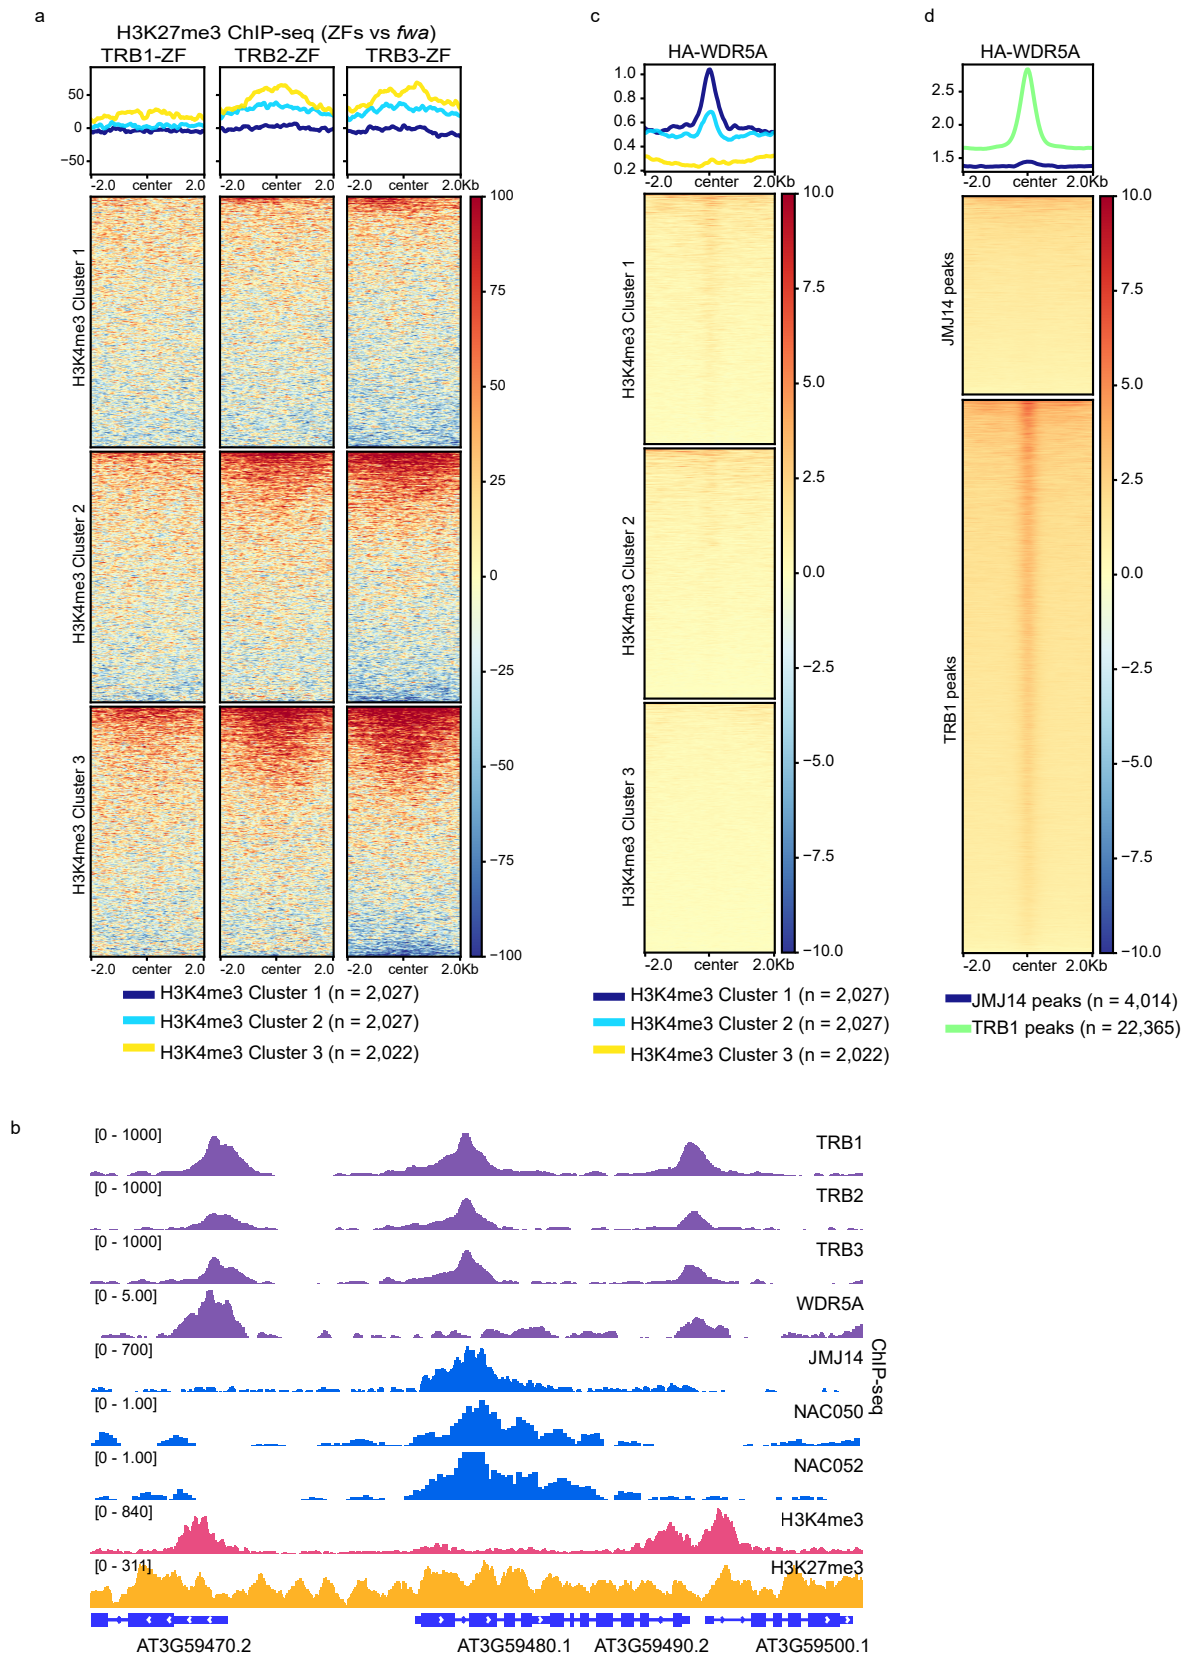 a
H3K27me3 ChIP-seq (ZFs vs fwa)
TRB1-ZF TRB2-ZF TRB3-ZF
50
0
−50
-2.0 center 2.0 -2.0 center 2.0 -2.0 center 2.0Kb
H3K4me3 Cluster 1
H3K4me3 Cluster 2
H3K4me3 Cluster 3
100
75
50
25
0
−25
−50
−75
−100
-2.0 center 2.0 -2.0 center 2.0 -2.0 center 2.0Kb
H3K4me3 Cluster 1 (n = 2,027)
H3K4me3 Cluster 2 (n = 2,027)
H3K4me3 Cluster 3 (n = 2,022)
c
HA-WDR5A
1.0
0.8
0.6
0.4
0.2
-2.0 center 2.0Kb
H3K4me3 Cluster 1
H3K4me3 Cluster 2
H3K4me3 Cluster 3
10.0
7.5
5.0
2.5
0.0
−2.5
−5.0
−7.5
−10.0
-2.0 center 2.0Kb
H3K4me3 Cluster 1 (n = 2,027)
H3K4me3 Cluster 2 (n = 2,027)
H3K4me3 Cluster 3 (n = 2,022)
d
HA-WDR5A
2.5
2.0
1.5
-2.0 center 2.0Kb
JMJ14 peaks
TRB1 peaks
10.0
7.5
5.0
2.5
0.0
−2.5
−5.0
−7.5
−10.0
-2.0 center 2.0Kb
JMJ14 peaks (n = 4,014)
TRB1 peaks (n = 22,365)
b
[0 - 1000] TRB1
[0 - 1000] TRB2
[0 - 1000] TRB3
[0 - 5.00] WDR5A
[0 - 700] JMJ14
[0 - 1.00] NAC050
[0 - 1.00] NAC052
[0 - 840] H3K4me3
[0 - 311] H3K27me3
ChIP-seq
AT3G59470.2 AT3G59480.1 AT3G59490.2 AT3G59500.1